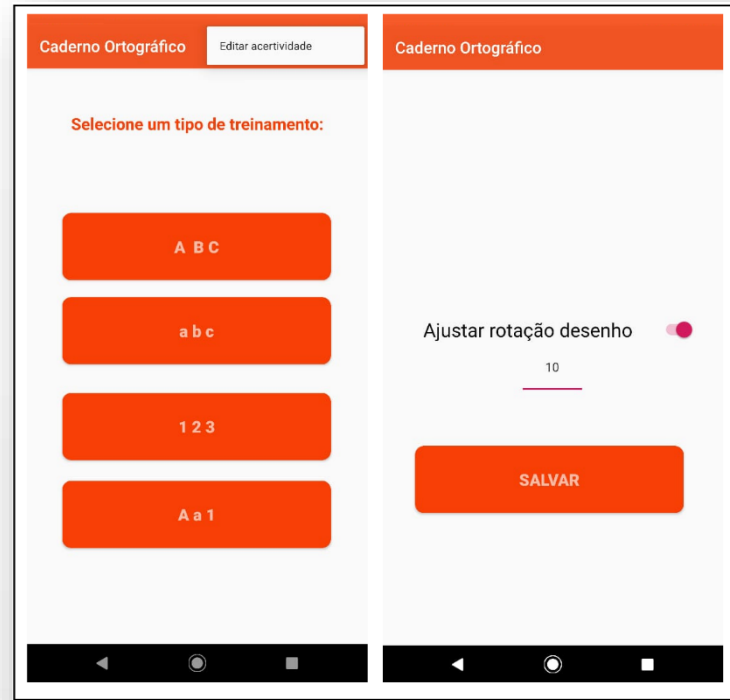 Caderno Ortográfico
Editar acertividade
Selecione um tipo de treinamento:
A B C
a b c
1 2 3
A a 1
Caderno Ortográfico
Ajustar rotação desenho
10
SALVAR